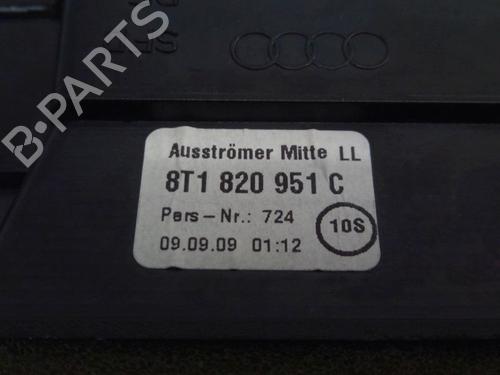 B-PARTS
Ausströmer Mitte LL
8T1 820 951 C
Pers-Nr.: 724
10S
09.09.09 01:12